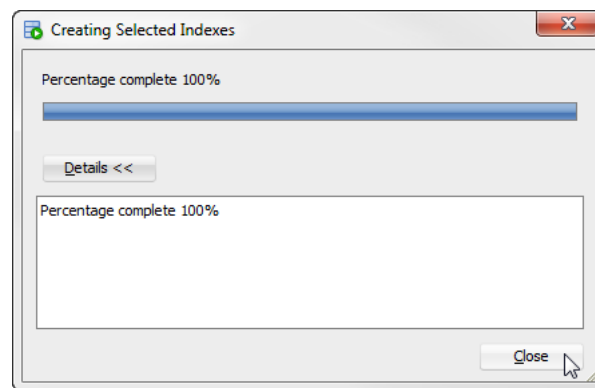 Creating Selected Indexes
Percentage complete 100%
Details <<
Percentage complete 100%
Close